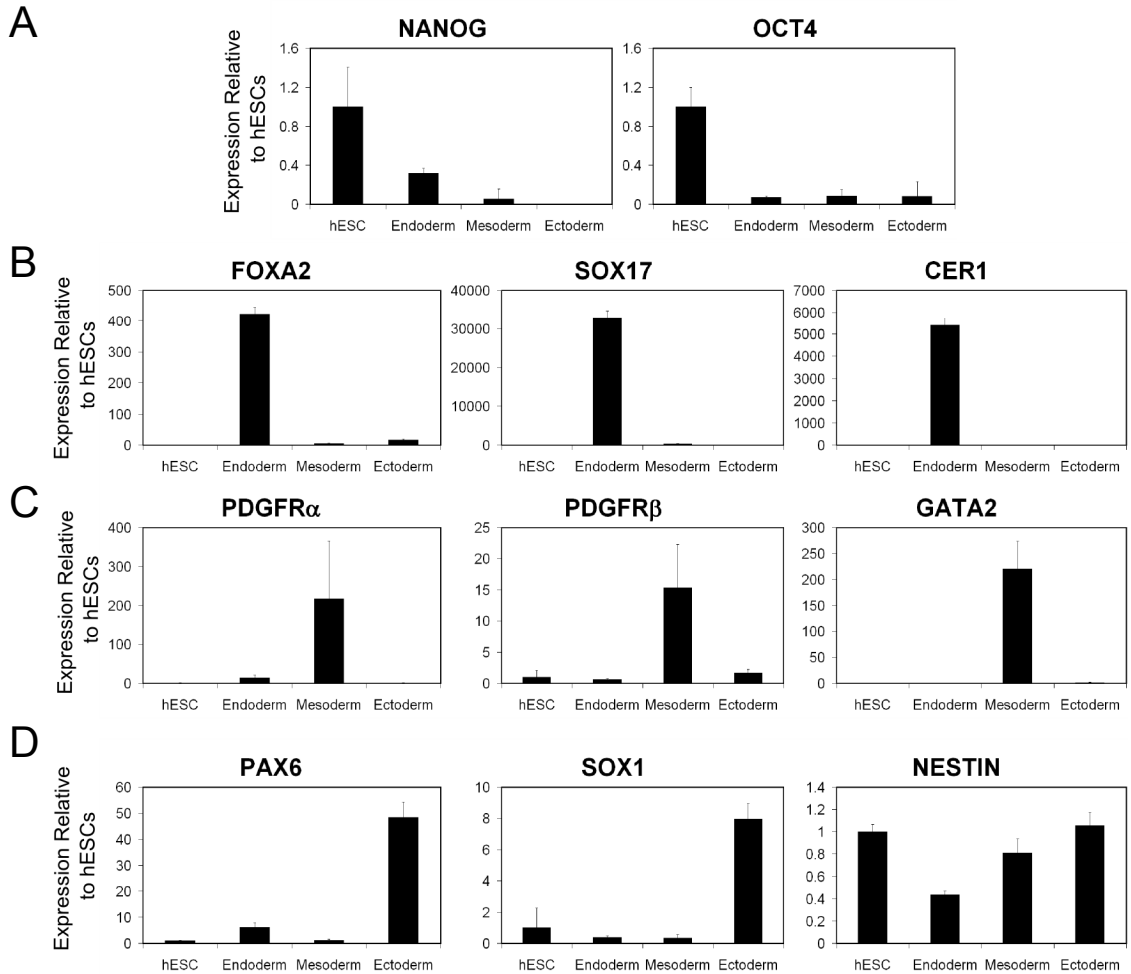 A
NANOG
OCT4
Expression Relative
to hESCs
1.6
1.2
0.8
0.4
0
hESC Endoderm Mesoderm Ectoderm
1.6
1.2
0.8
0.4
0
hESC Endoderm Mesoderm Ectoderm
B
FOXA2
SOX17
CER1
Expression Relative
to hESCs
500
400
300
200
100
0
hESC Endoderm Mesoderm Ectoderm
40000
30000
20000
10000
0
hESC Endoderm Mesoderm Ectoderm
7000
6000
5000
4000
3000
2000
1000
0
hESC Endoderm Mesoderm Ectoderm
C
PDGFRα
PDGFRβ
GATA2
Expression Relative
to hESCs
400
300
200
100
0
hESC Endoderm Mesoderm Ectoderm
25
20
15
10
5
0
hESC Endoderm Mesoderm Ectoderm
300
250
200
150
100
50
0
hESC Endoderm Mesoderm Ectoderm
D
PAX6
SOX1
NESTIN
Expression Relative
to hESCs
60
50
40
30
20
10
0
hESC Endoderm Mesoderm Ectoderm
10
8
6
4
2
0
hESC Endoderm Mesoderm Ectoderm
1.4
1.2
1
0.8
0.6
0.4
0.2
0
hESC Endoderm Mesoderm Ectoderm